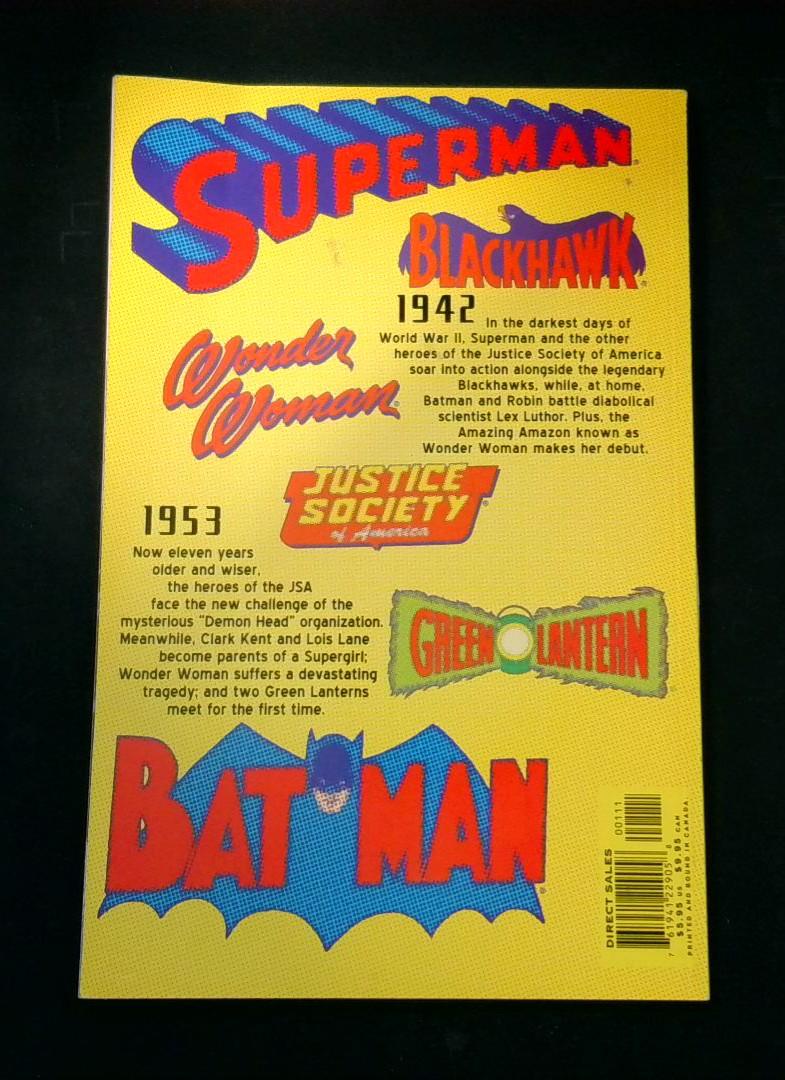 SUPERMAN
BLACKHAWK
1942
In the darkest days of
World War II, Superman and the other
heroes of the Justice Society of America
soar into action alongside the legendary
Blackhawks, while, at home,
Batman and Robin battle diabolical
scientist Lex Luthor. Plus, the
Amazing Amazon known as
Wonder Woman makes her debut.
Wonder
Woman
JUSTICE
SOCIETY
of America
1953
Now eleven years
older and wiser,
the heroes of the JSA
face the new challenge of the
mysterious "Demon Head" organization.
Meanwhile, Clark Kent and Lois Lane
become parents of a Supergirl;
Wonder Woman suffers a devastating
tragedy; and two Green Lanterns
meet for the first time.
GREEN LANTERN
BATMAN
DIRECT SALES
00111
7 61941 22905 8
$5.95 US $9.95 CAN
PRINTED AND BOUND IN CANADA.